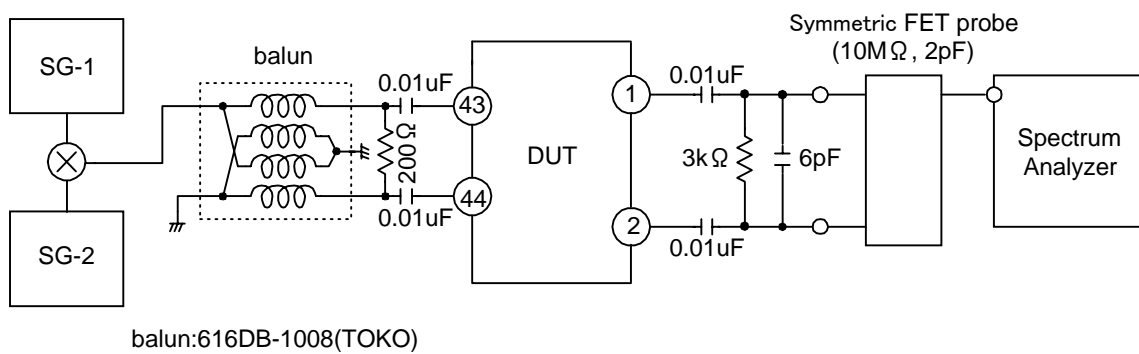 SG-1
SG-2
balun
0.01uF
200Ω
0.01uF
43
44
DUT
1
2
0.01uF
3kΩ
6pF
0.01uF
Symmetric FET probe
(10MΩ, 2pF)
Spectrum
Analyzer
balun:616DB-1008(TOKO)